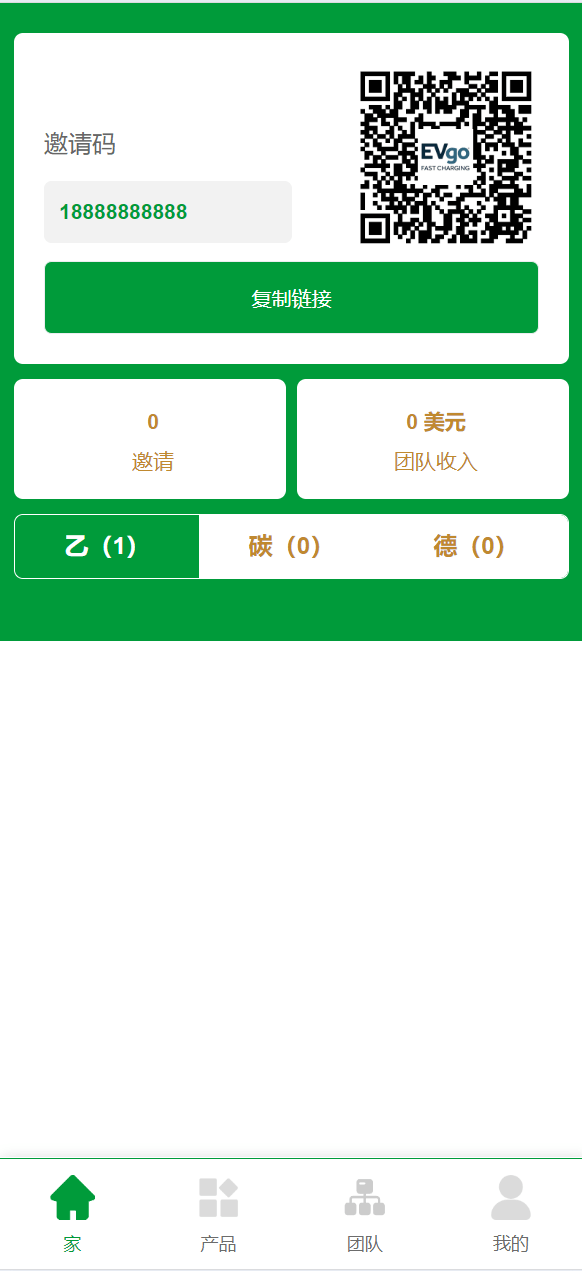 邀请码
EVgo
FAST CHARGING
18888888888
复制链接
0
邀请
0 美元
团队收入
乙（1）
碳（0）
德（0）
家
产品
团队
我的